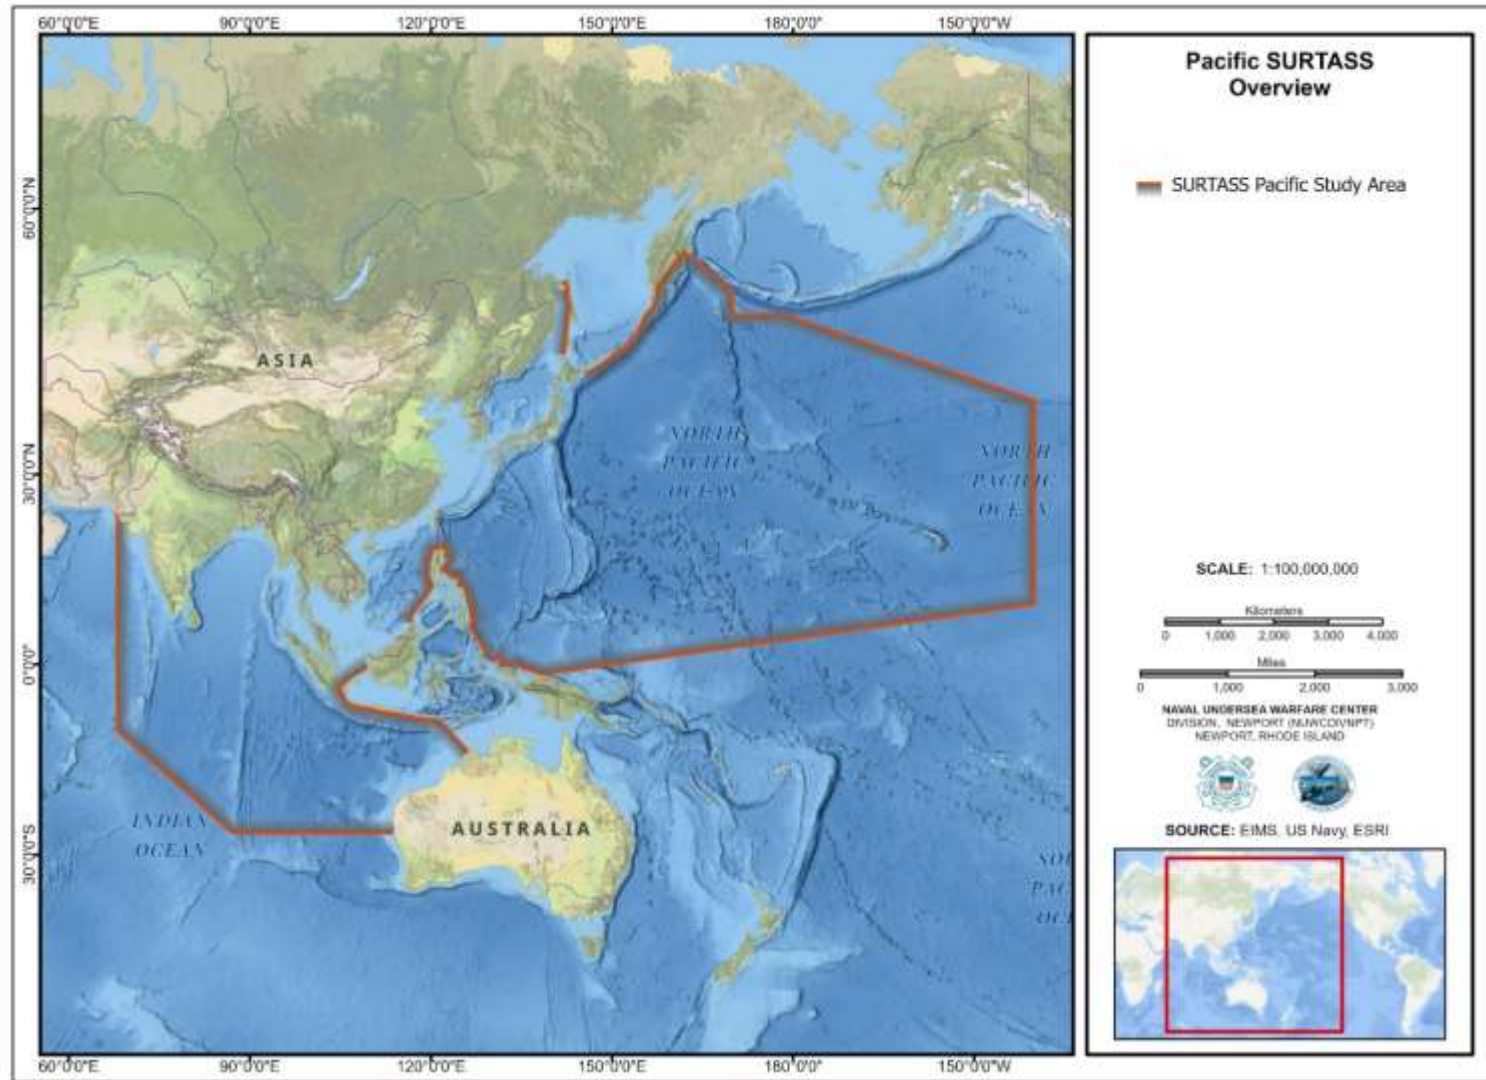 60°0'0"E 90°0'0"E 120°0'0"E 150°0'0"E 180°0'0" 150°0'0"W
60°0'0"N
30°0'0"N
0°0'0"
30°0'0"S
ASIA
NORTH
PACIFIC
OCEAN
NORTH
PACIFIC
OCEAN
INDIAN
OCEAN
AUSTRALIA
60°0'0"E 90°0'0"E 120°0'0"E 150°0'0"E 180°0'0" 150°0'0"W
Pacific SURTASS
Overview
SURTASS Pacific Study Area
SCALE: 1:100,000,000
Kilometers
0 1,000 2,000 3,000 4,000
Miles
0 1,000 2,000 3,000
NAVAL UNDERSEA WARFARE CENTER
DIVISION, NEWPORT (NUWCDIVNPT)
NEWPORT, RHODE ISLAND
SOURCE: EIMS, US Navy, ESRI